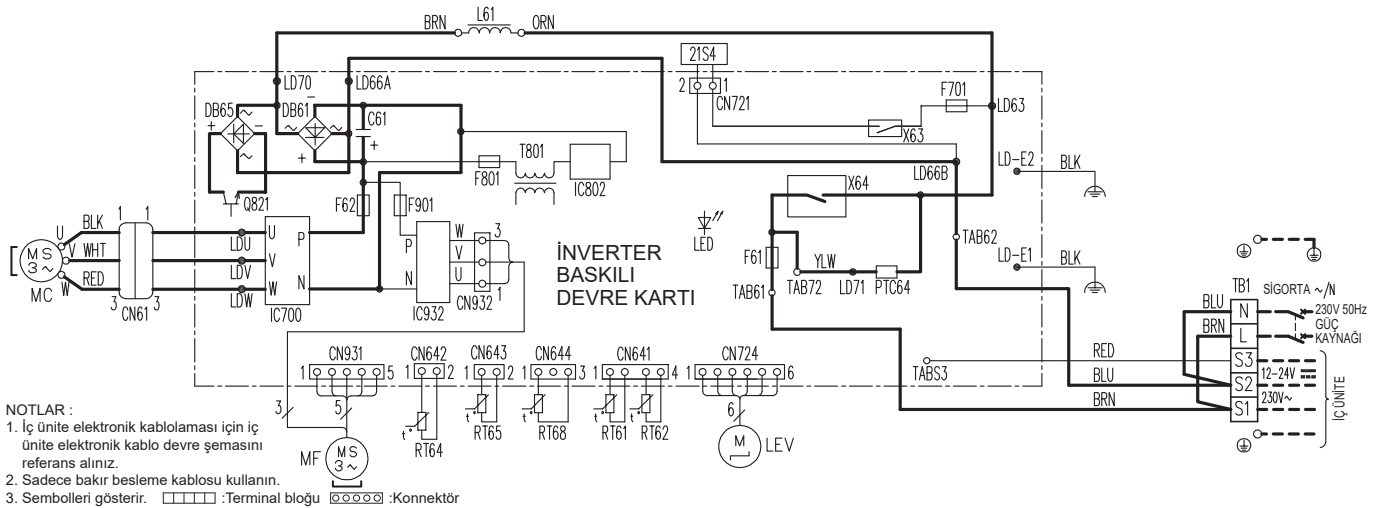 BRN L61 ORN
21S4
2 1
CN721
F701
LD70 LD66A
LD63
DB65 DB61 C61
+ ~ - - ~ ~ + ~ +
X63
T801
F801 IC802
LD66B
LD-E2 BLK
Q821
F62 F901
X64
LED
U BLK 1 1
V WHT
W RED 3 3
MS
3~
MC
CN61
LDU
LDV
LDW
U P
V
W N
IC700
P
N
IC932
W 3
V
U 1
CN932
İNVERTER
BASKILI
DEVRE KARTI
F61
YLW
TAB61 TAB72 LD71 PTC64
TAB62
LD-E1 BLK
TB1
SİGORTA ~/N
BLU N
230V 50Hz
GÜÇ
KAYNAĞI
BRN L
RED S3
TABS3
12-24V
BLU S2
230V~
BRN S1
İÇ ÜNİTE
CN931 CN642 CN643 CN644 CN641 CN724
1 5 1 2 1 2 1 3 1 4 1 6
3 5 6
t° t° t° t° t°
RT64 RT65 RT68 RT61 RT62
MF MS
3~
M
LEV
NOTLAR :
1. İç ünite elektronik kablolaması için iç
ünite elektronik kablo devre şemasını
referans alınız.
2. Sadece bakır besleme kablosu kullanın.
3. Sembolleri gösterir. :Terminal bloğu :Konnektör